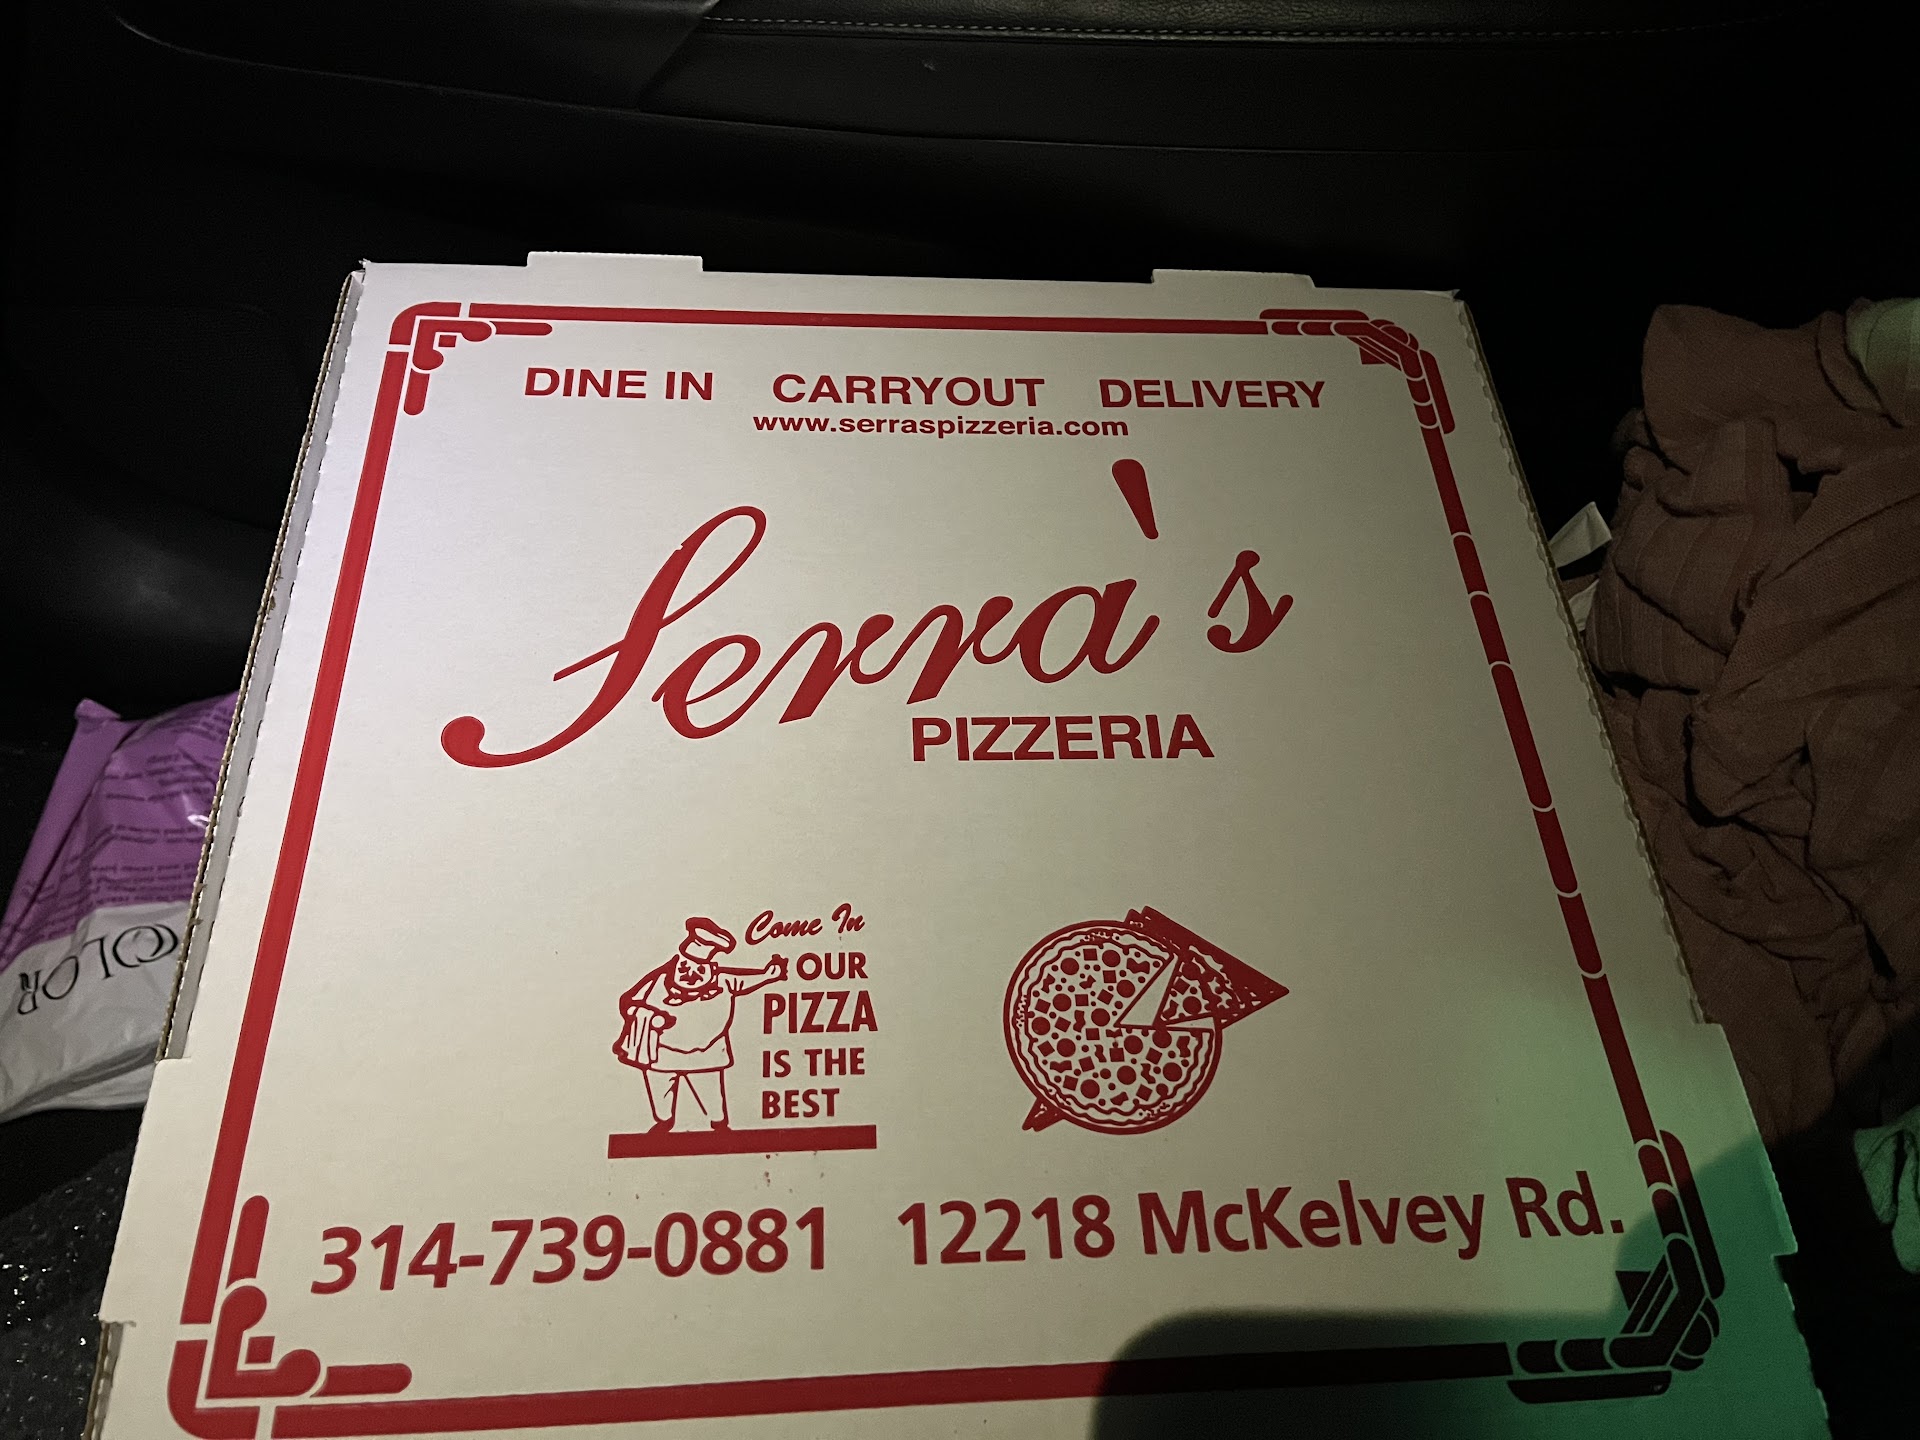 DINE IN CARRYOUT DELIVERY
www.serraspizzeria.com
Serra's
PIZZERIA
Come In
OUR
PIZZA
IS THE
BEST
314-739-0881 12218 McKelvey Rd.